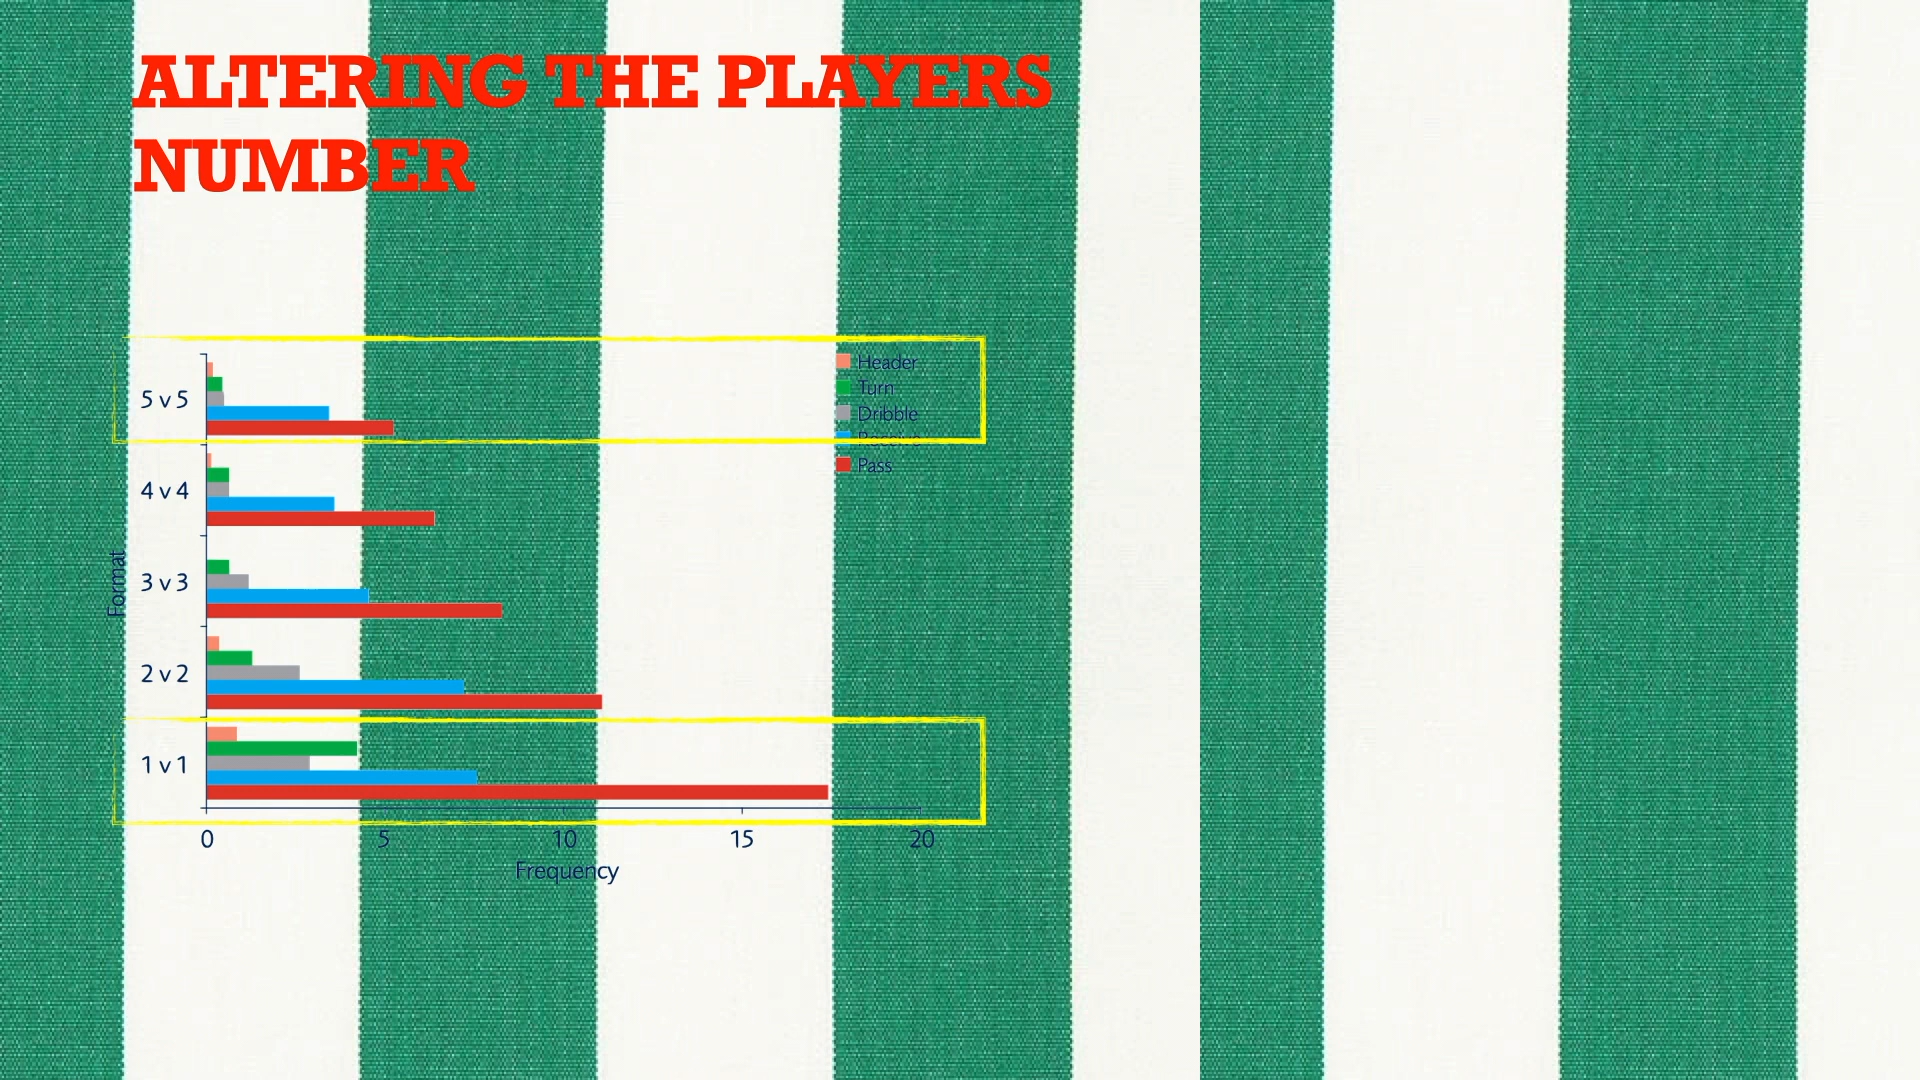 ALTERING THE PLAYERS
NUMBER
Header
Turn
Dribble
Receive
Pass
Format
5 v 5
4 v 4
3 v 3
2 v 2
1 v 1
0 5 10 15 20
Frequency